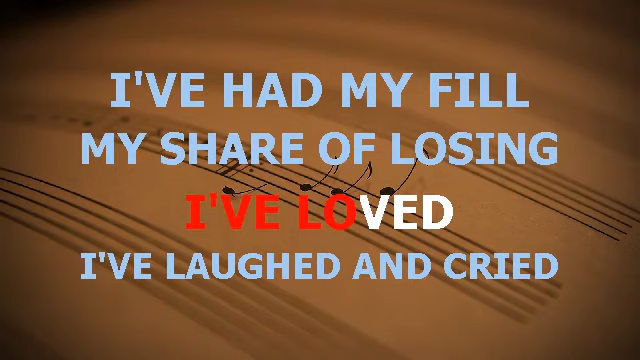 I'VE HAD MY FILL
MY SHARE OF LOSING
I'VE LOVED
I'VE LAUGHED AND CRIED